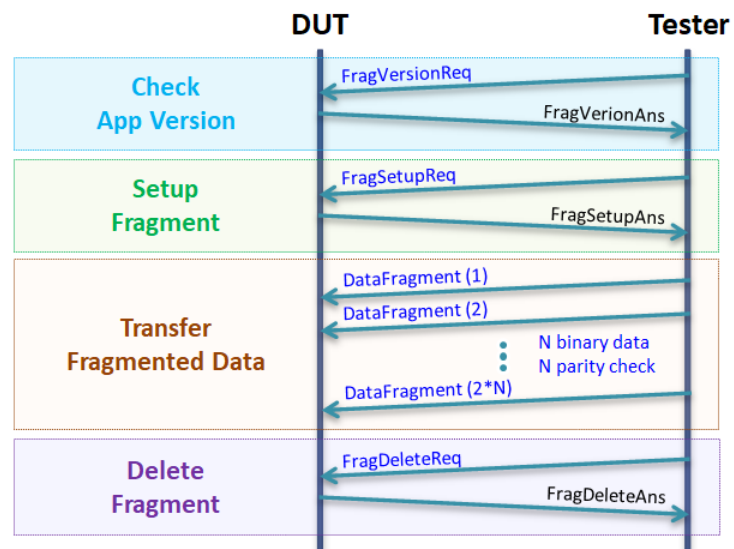 DUT
Tester
Check
App Version
FragVersionReq
FragVerionAns
Setup
Fragment
FragSetupReq
FragSetupAns
Transfer
Fragmented Data
DataFragment (1)
DataFragment (2)
N binary data
N parity check
DataFragment (2*N)
Delete
Fragment
FragDeleteReq
FragDeleteAns